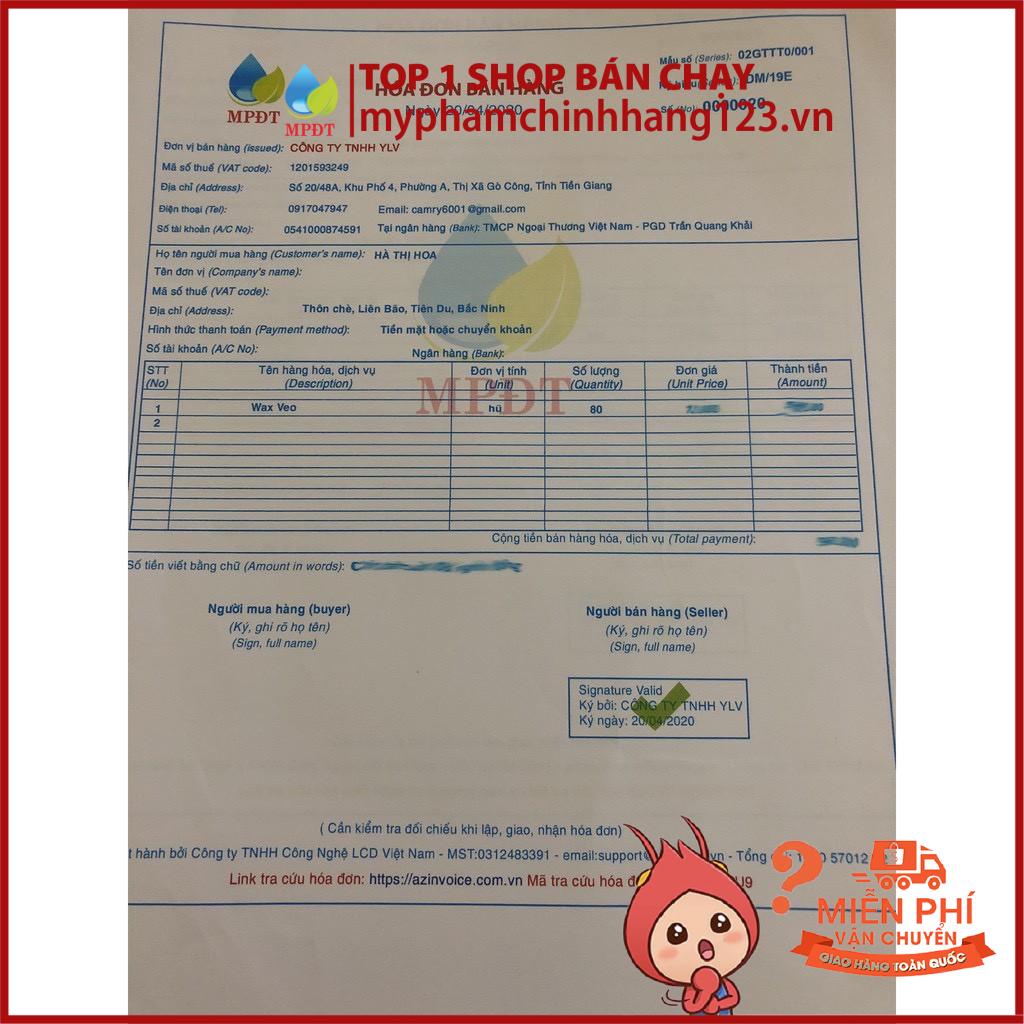 Mẫu số (Series): 02GTTT0/001
TOP 1 SHOP BÁN CHẠY
HÓA ĐƠN BÁN HÀNG
DM/19E
Ngày 20/04/2020
Số (No): 0000020
myphamchinhhang123.vn
MPĐT
MPĐT
Đơn vị bán hàng (issued): CÔNG TY TNHH YLV
Mã số thuế (VAT code): 1201593249
Địa chỉ (Address): Số 20/48A, Khu Phố 4, Phường A, Thị Xã Gò Công, Tỉnh Tiền Giang
Điện thoại (Tel): 0917047947 Email: camry6001@gmail.com
Số tài khoản (A/C No): 0541000874591 Tại ngân hàng (Bank): TMCP Ngoại Thương Việt Nam - PGD Trần Quang Khải
Họ tên người mua hàng (Customer's name): HÀ THỊ HOA
Tên đơn vị (Company's name):
Mã số thuế (VAT code):
Địa chỉ (Address): Thôn chè, Liên Bão, Tiên Du, Bắc Ninh
Hình thức thanh toán (Payment method): Tiền mặt hoặc chuyển khoản
Số tài khoản (A/C No): Ngân hàng (Bank):
STT Tên hàng hóa, dịch vụ Đơn vị tính Số lượng Đơn giá Thành tiền
(No) (Description) (Unit) (Quantity) (Unit Price) (Amount)
MPĐT
1 Wax Veo hũ 80
2
Cộng tiền bán hàng hóa, dịch vụ (Total payment):
Số tiền viết bằng chữ (Amount in words):
Người mua hàng (buyer) Người bán hàng (Seller)
(Ký, ghi rõ họ tên) (Ký, ghi rõ họ tên)
(Sign, full name) (Sign, full name)
Signature Valid
Ký bởi: CÔNG TY TNHH YLV
Ký ngày: 20/04/2020
( Cần kiểm tra đối chiếu khi lập, giao, nhận hóa đơn)
t hành bởi Công ty TNHH Công Nghệ LCD Việt Nam - MST:0312483391 - email:support@ - Tổng 57012
Link tra cứu hóa đơn: https://azinvoice.com.vn Mã tra cứu hóa U9
?
MIỄN PHÍ
VẬN CHUYỂN
GIAO HÀNG TOÀN QUỐC